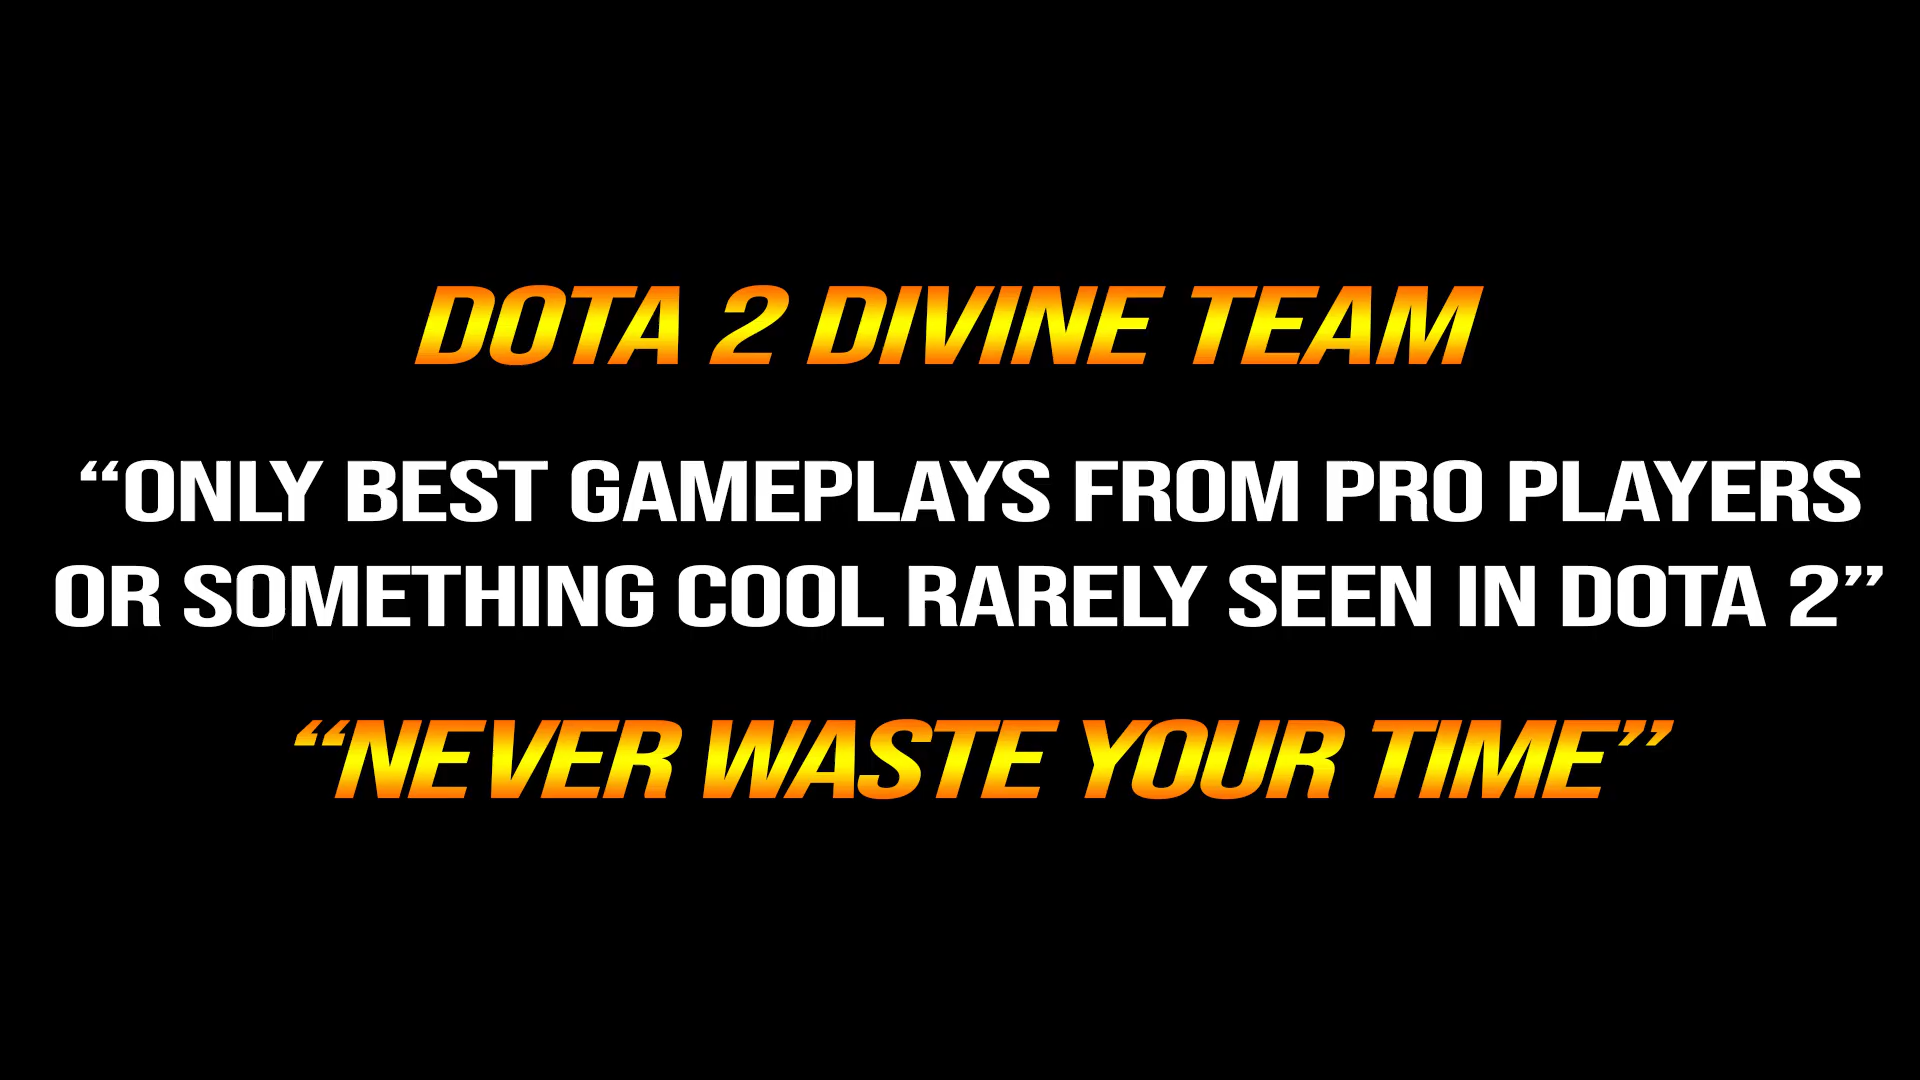 DOTA 2 DIVINE TEAM
“ONLY BEST GAMEPLAYS FROM PRO PLAYERS
OR SOMETHING COOL RARELY SEEN IN DOTA 2”
“NEVER WASTE YOUR TIME”